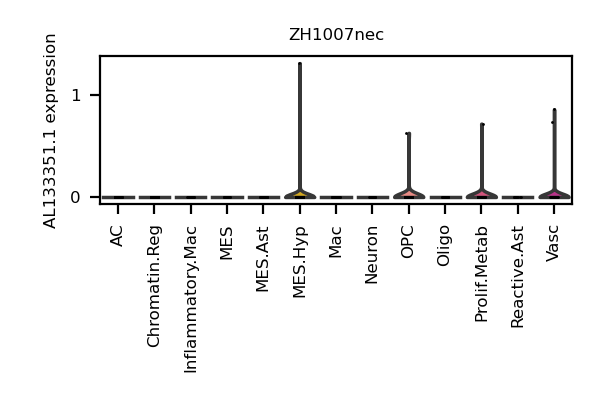 ZH1007nec
AL133351.1 expression
1
0
AC
Chromatin.Reg
Inflammatory.Mac
MES
MES.Ast
MES.Hyp
Mac
Neuron
OPC
Oligo
Prolif.Metab
Reactive.Ast
Vasc